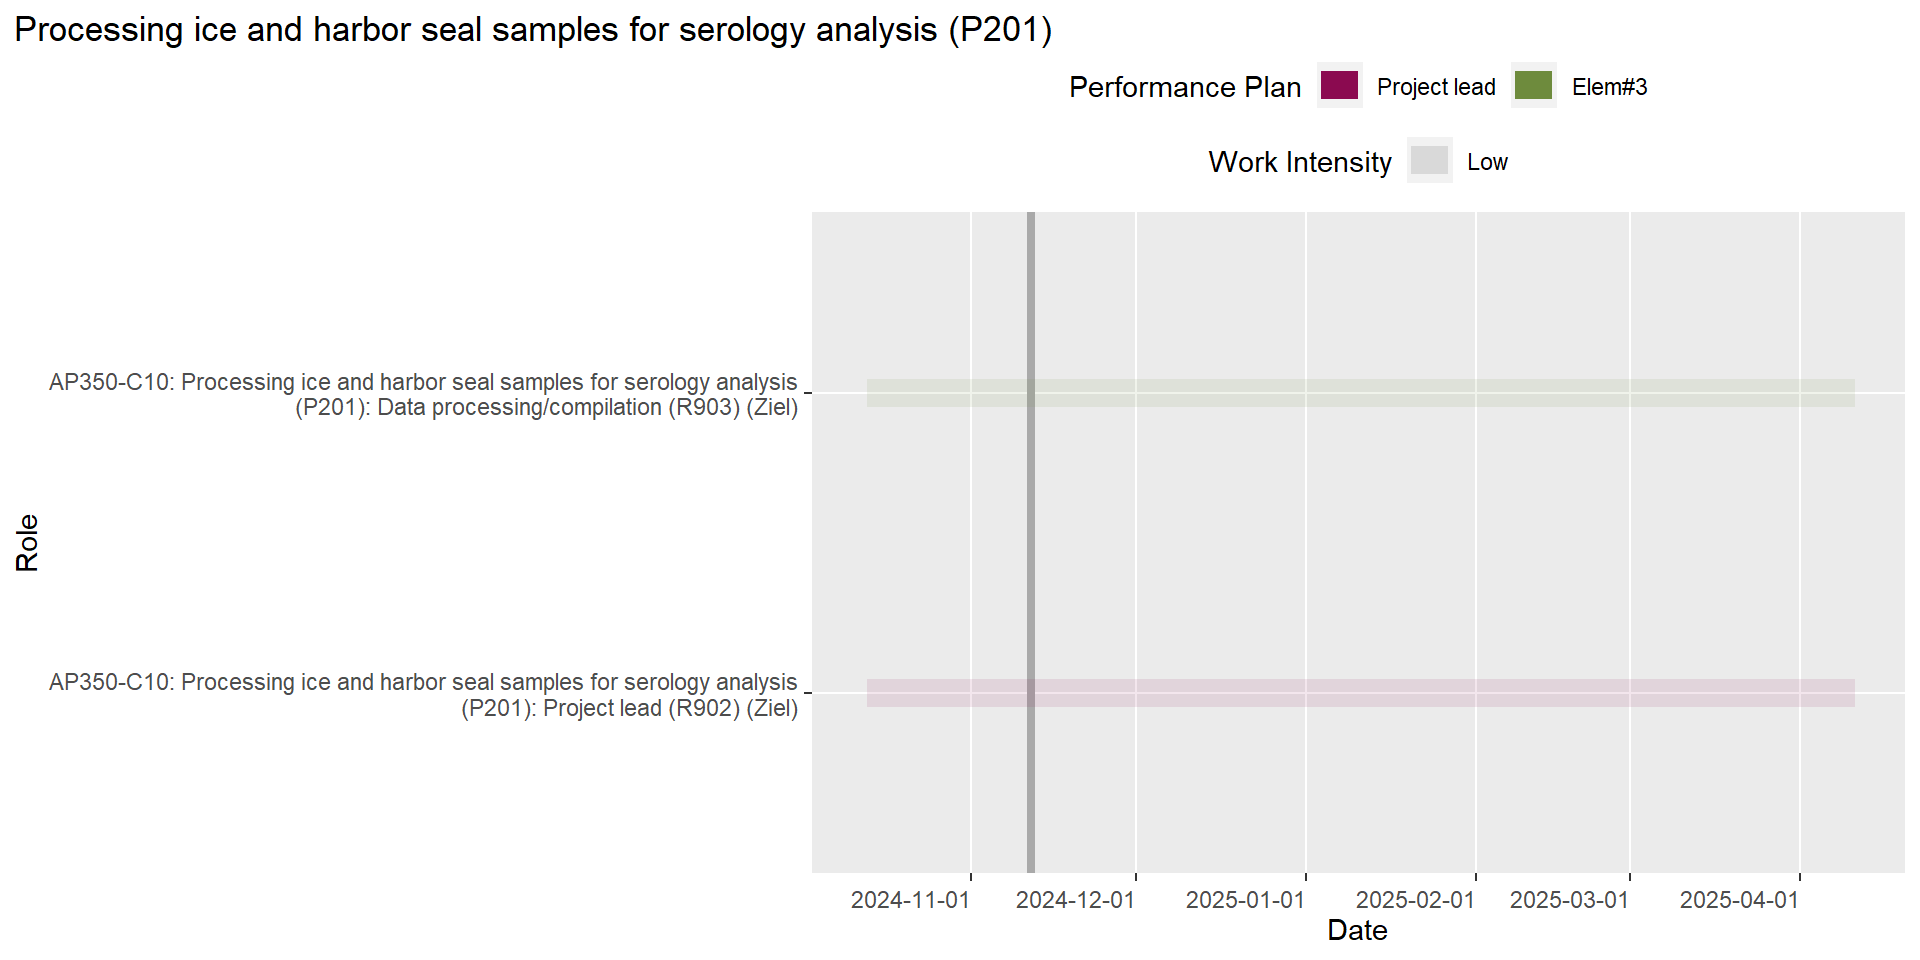 Processing ice and harbor seal samples for serology analysis (P201)
Performance Plan Project lead Elem#3
Work Intensity Low
AP350-C10: Processing ice and harbor seal samples for serology analysis
(P201): Data processing/compilation (R903) (Ziel)
Role
AP350-C10: Processing ice and harbor seal samples for serology analysis
(P201): Project lead (R902) (Ziel)
2024-11-01 2024-12-01 2025-01-01 2025-02-01 2025-03-01 2025-04-01
Date